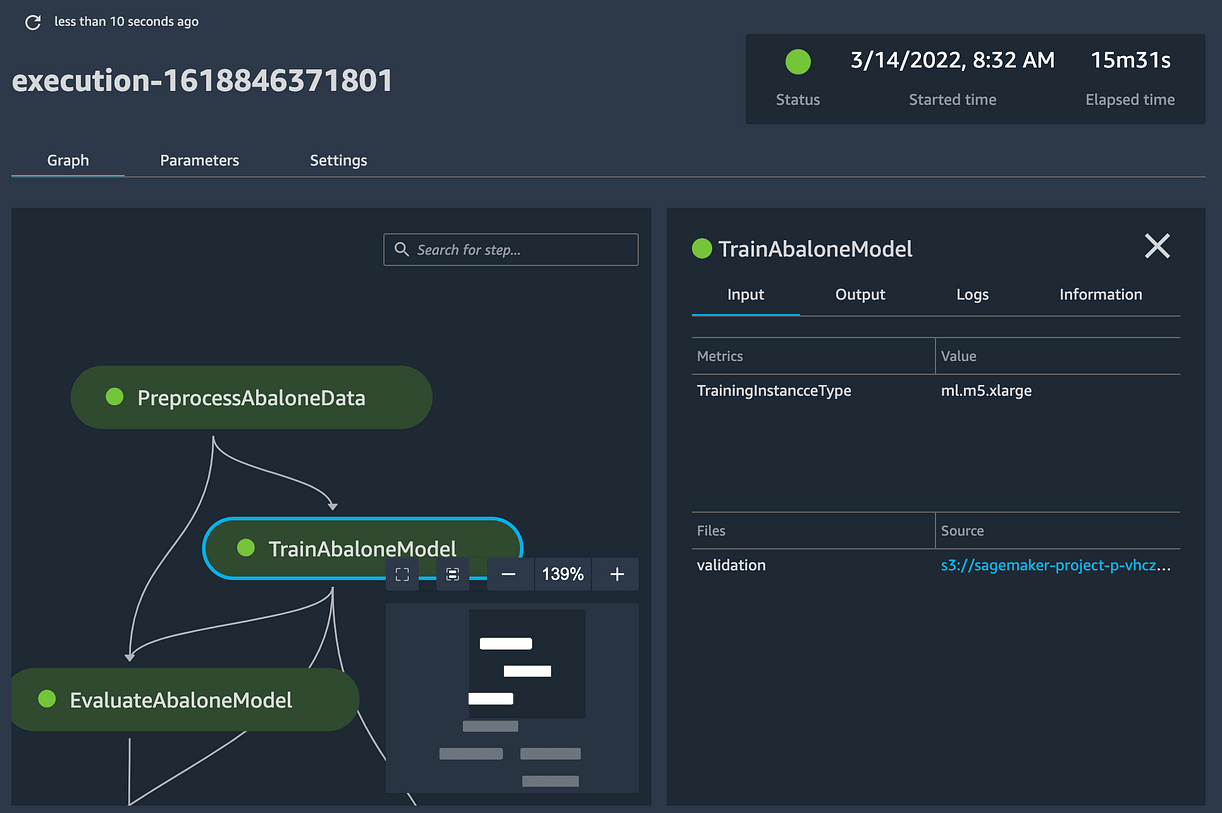 less than 10 seconds ago
execution-1618846371801
3/14/2022, 8:32 AM 15m31s
Status Started time Elapsed time
Graph Parameters Settings
Search for step...
PreprocessAbaloneData
TrainAbaloneModel
139%
EvaluateAbaloneModel
TrainAbaloneModel
Input Output Logs Information
Metrics Value
TrainingInstancceType ml.m5.xlarge
Files Source
validation s3://sagemaker-project-p-vhcz...